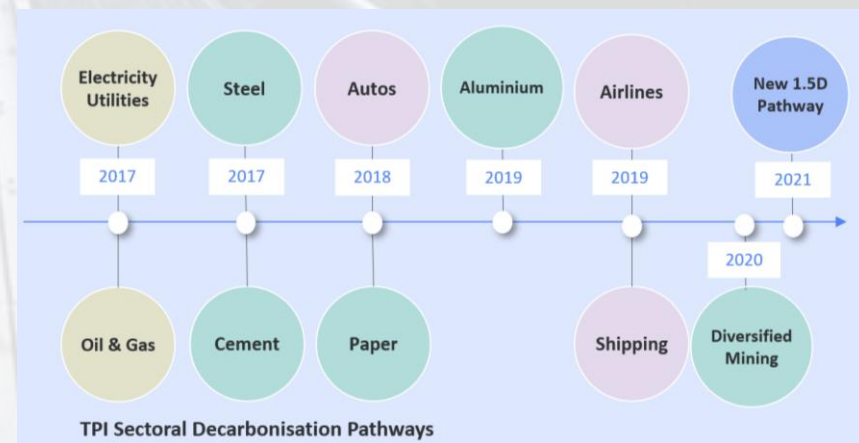 Electricity
Utilities
Steel
Autos
Aluminium
Airlines
New 1.5D
Pathway
2017
2017
2018
2019
2019
2021
2020
Oil & Gas
Cement
Paper
Shipping
Diversified
Mining
TPI Sectoral Decarbonisation Pathways